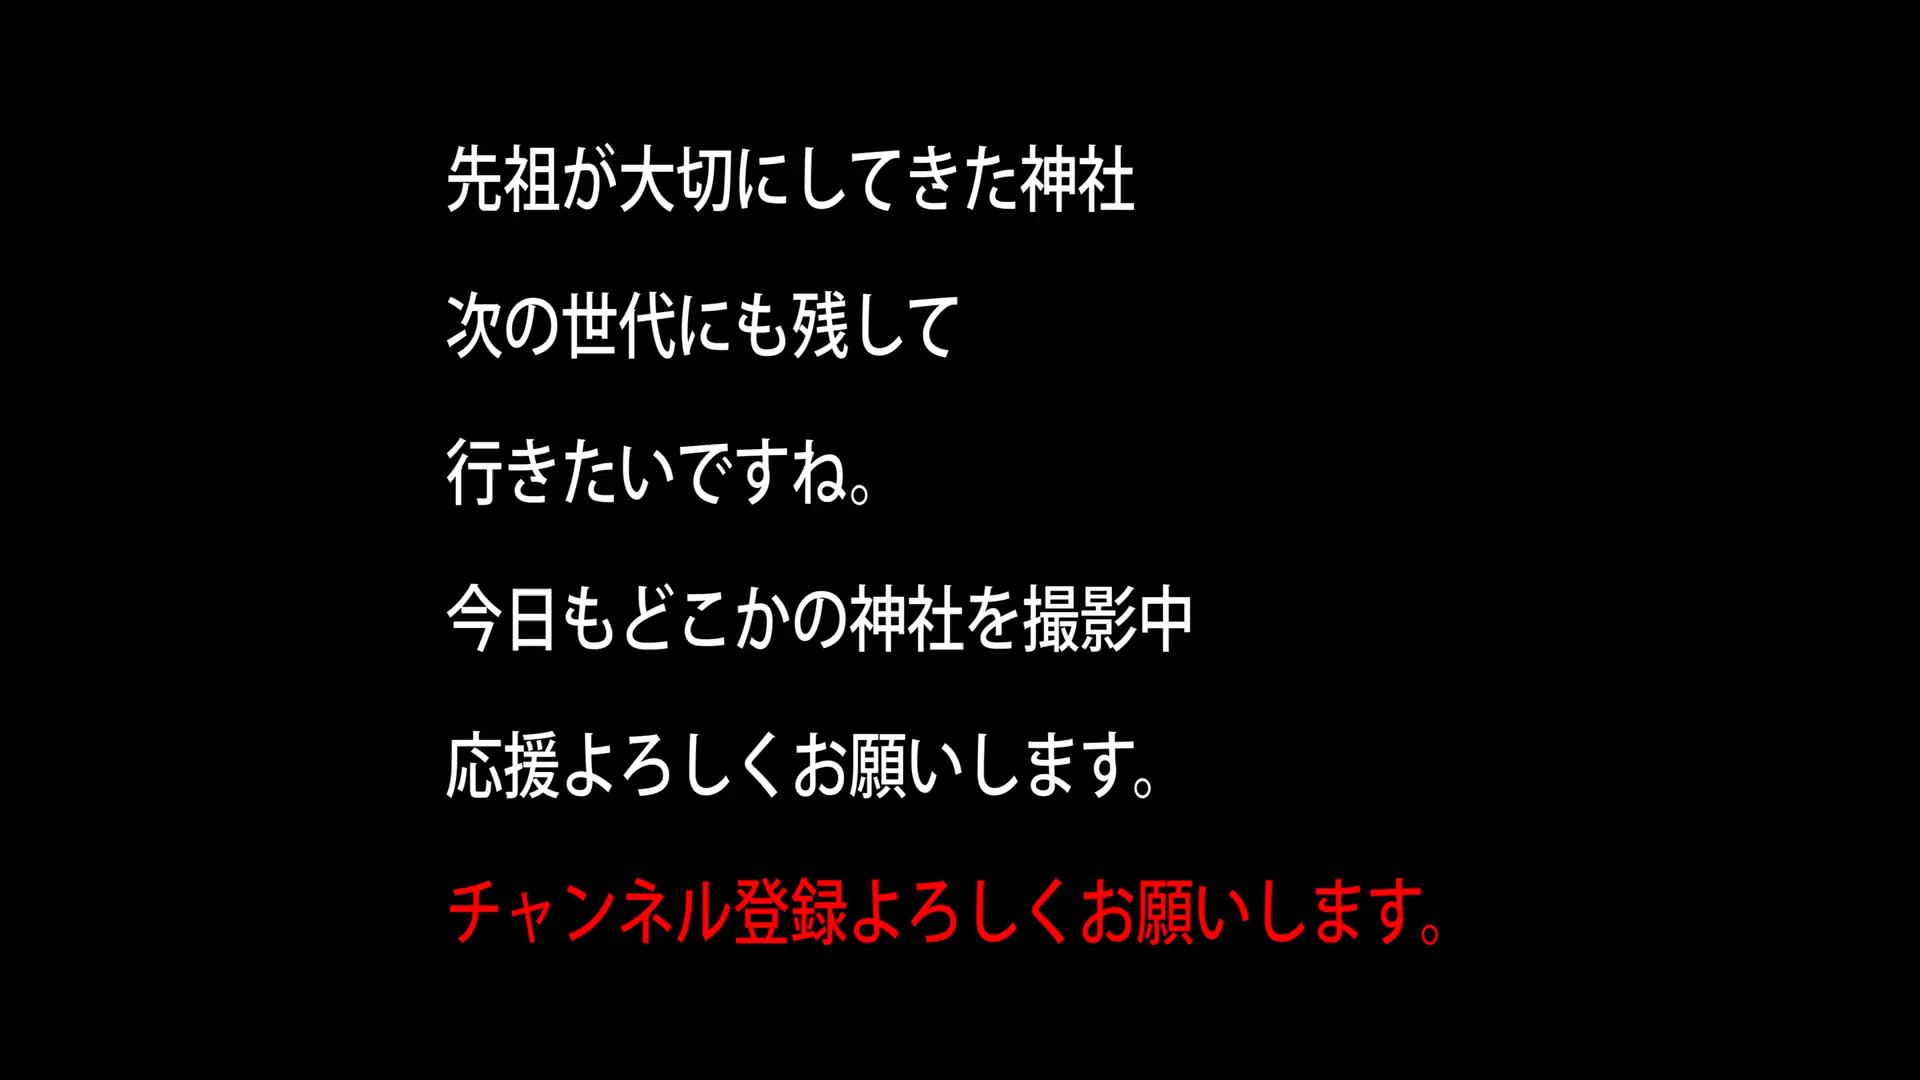 先祖が大切にしてきた神社
次の世代にも残して
行きたいですね。
今日もどこかの神社を撮影中
応援よろしくお願いします。
チャンネル登録よろしくお願いします。